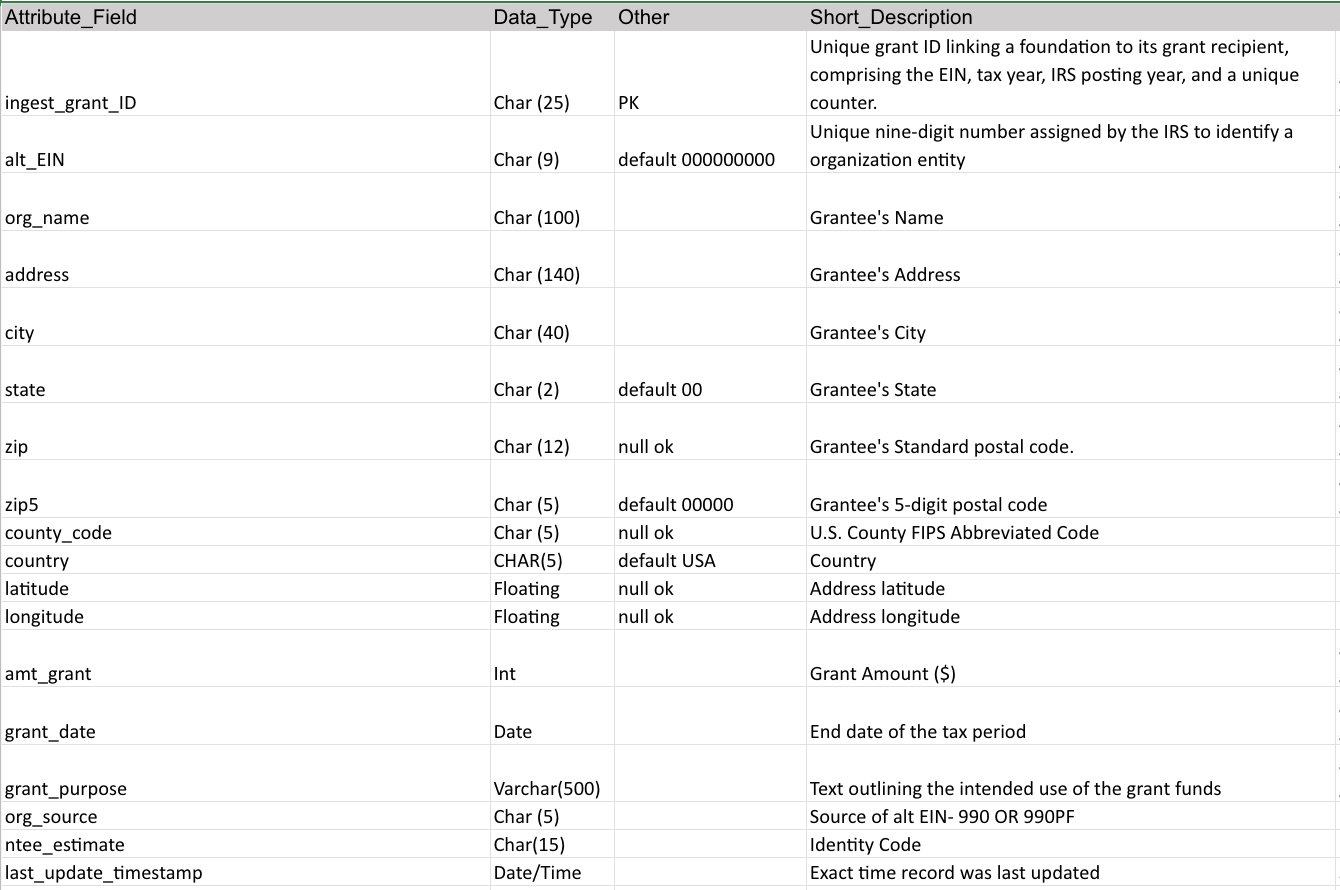 Attribute_Field Data_Type Other Short_Description
Unique grant ID linking a foundation to its grant recipient,
comprising the EIN, tax year, IRS posting year, and a unique
ingest_grant_ID Char (25) PK counter.
Unique nine-digit number assigned by the IRS to identify a
alt_EIN Char (9) default 000000000 organization entity
org_name Char (100) Grantee's Name
address Char (140) Grantee's Address
city Char (40) Grantee's City
state Char (2) default 00 Grantee's State
zip Char (12) null ok Grantee's Standard postal code.
zip5 Char (5) default 00000 Grantee's 5-digit postal code
county_code Char (5) null ok U.S. County FIPS Abbreviated Code
country CHAR(5) default USA Country
latitude Floating null ok Address latitude
longitude Floating null ok Address longitude
amt_grant Int Grant Amount ($)
grant_date Date End date of the tax period
grant_purpose Varchar(500) Text outlining the intended use of the grant funds
org_source Char (5) Source of alt EIN- 990 OR 990PF
ntee_estimate Char(15) Identity Code
last_update_timestamp Date/Time Exact time record was last updated